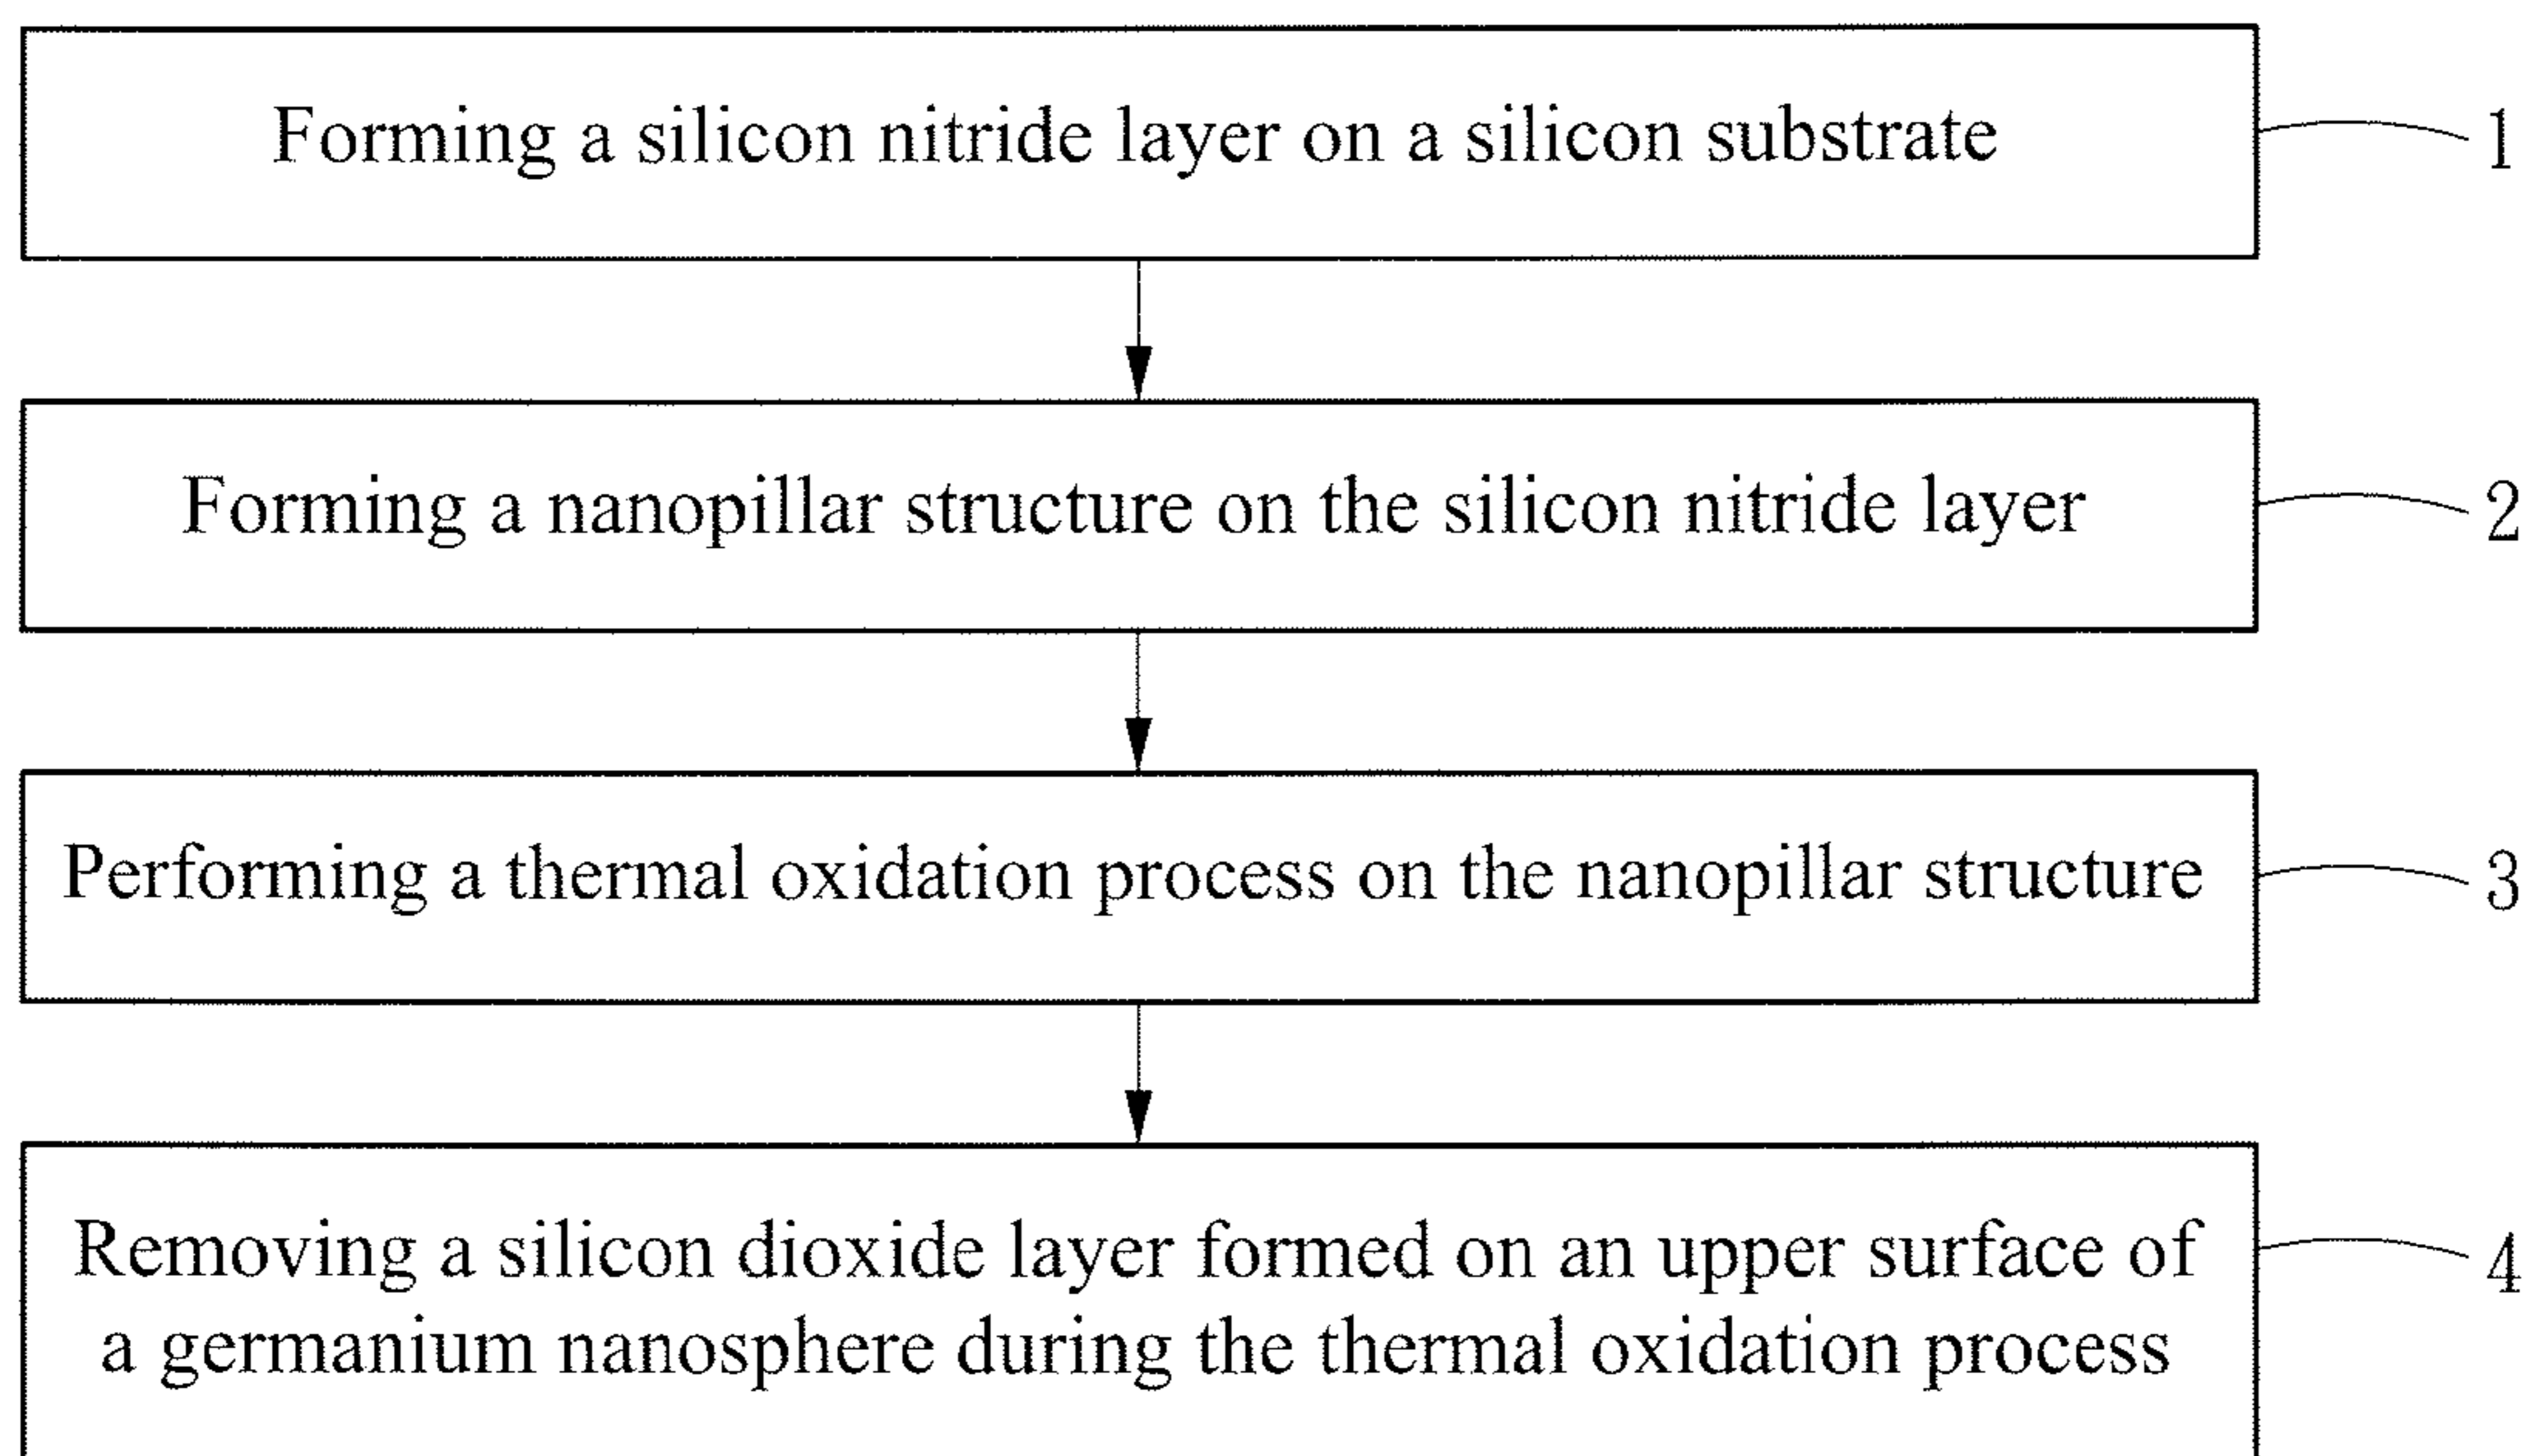 Forming a silicon nitride layer on a silicon substrate
1
Forming a nanopillar structure on the silicon nitride layer
2
Performing a thermal oxidation process on the nanopillar structure
3
Removing a silicon dioxide layer formed on an upper surface of
4
a germanium nanosphere during the thermal oxidation process